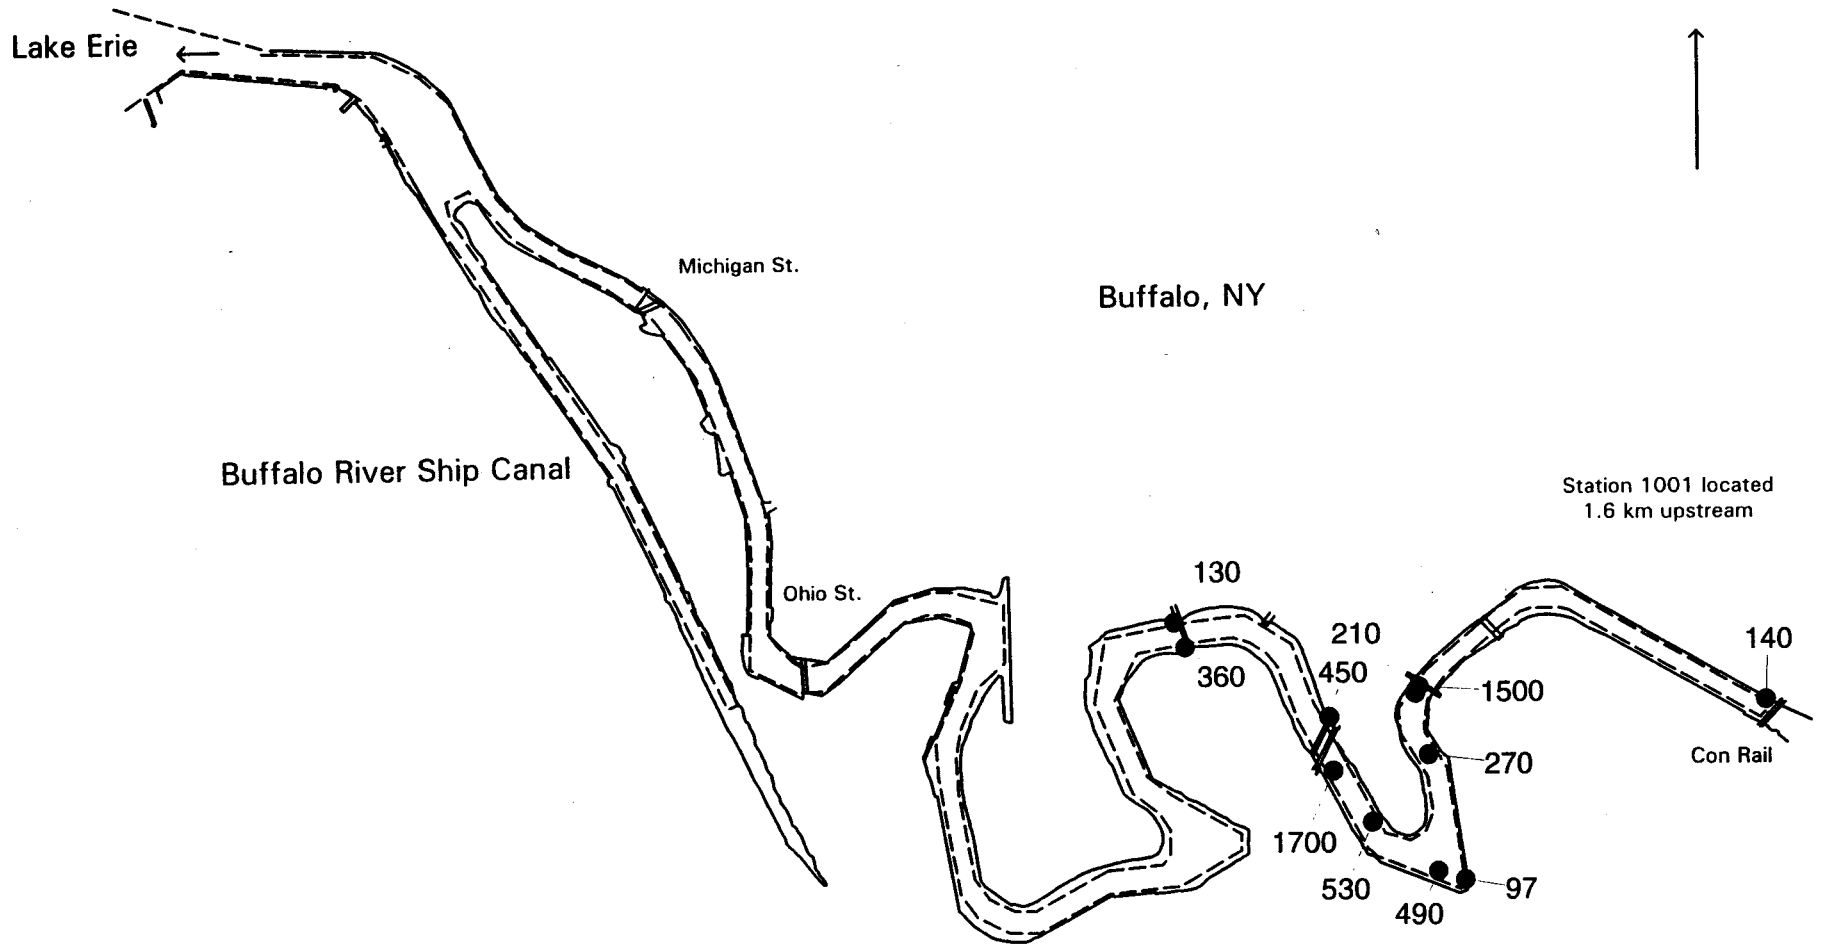 Lake Erie
Michigan St.
Buffalo, NY
Buffalo River Ship Canal
Station 1001 located
1.6 km upstream
130
Ohio St.
210
140
450
360
1500
Con Rail
270
1700
530
97
490